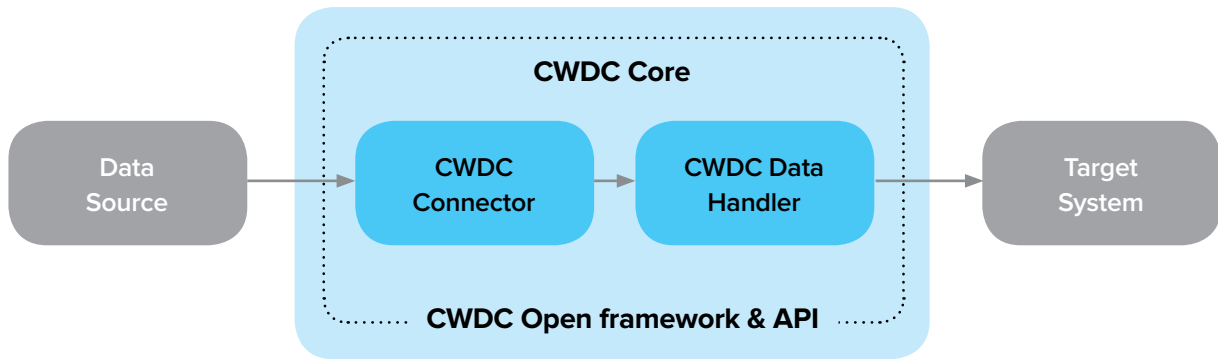 CWDC Core
Data
Source
CWDC
Connector
CWDC Data
Handler
Target
System
CWDC Open framework & API